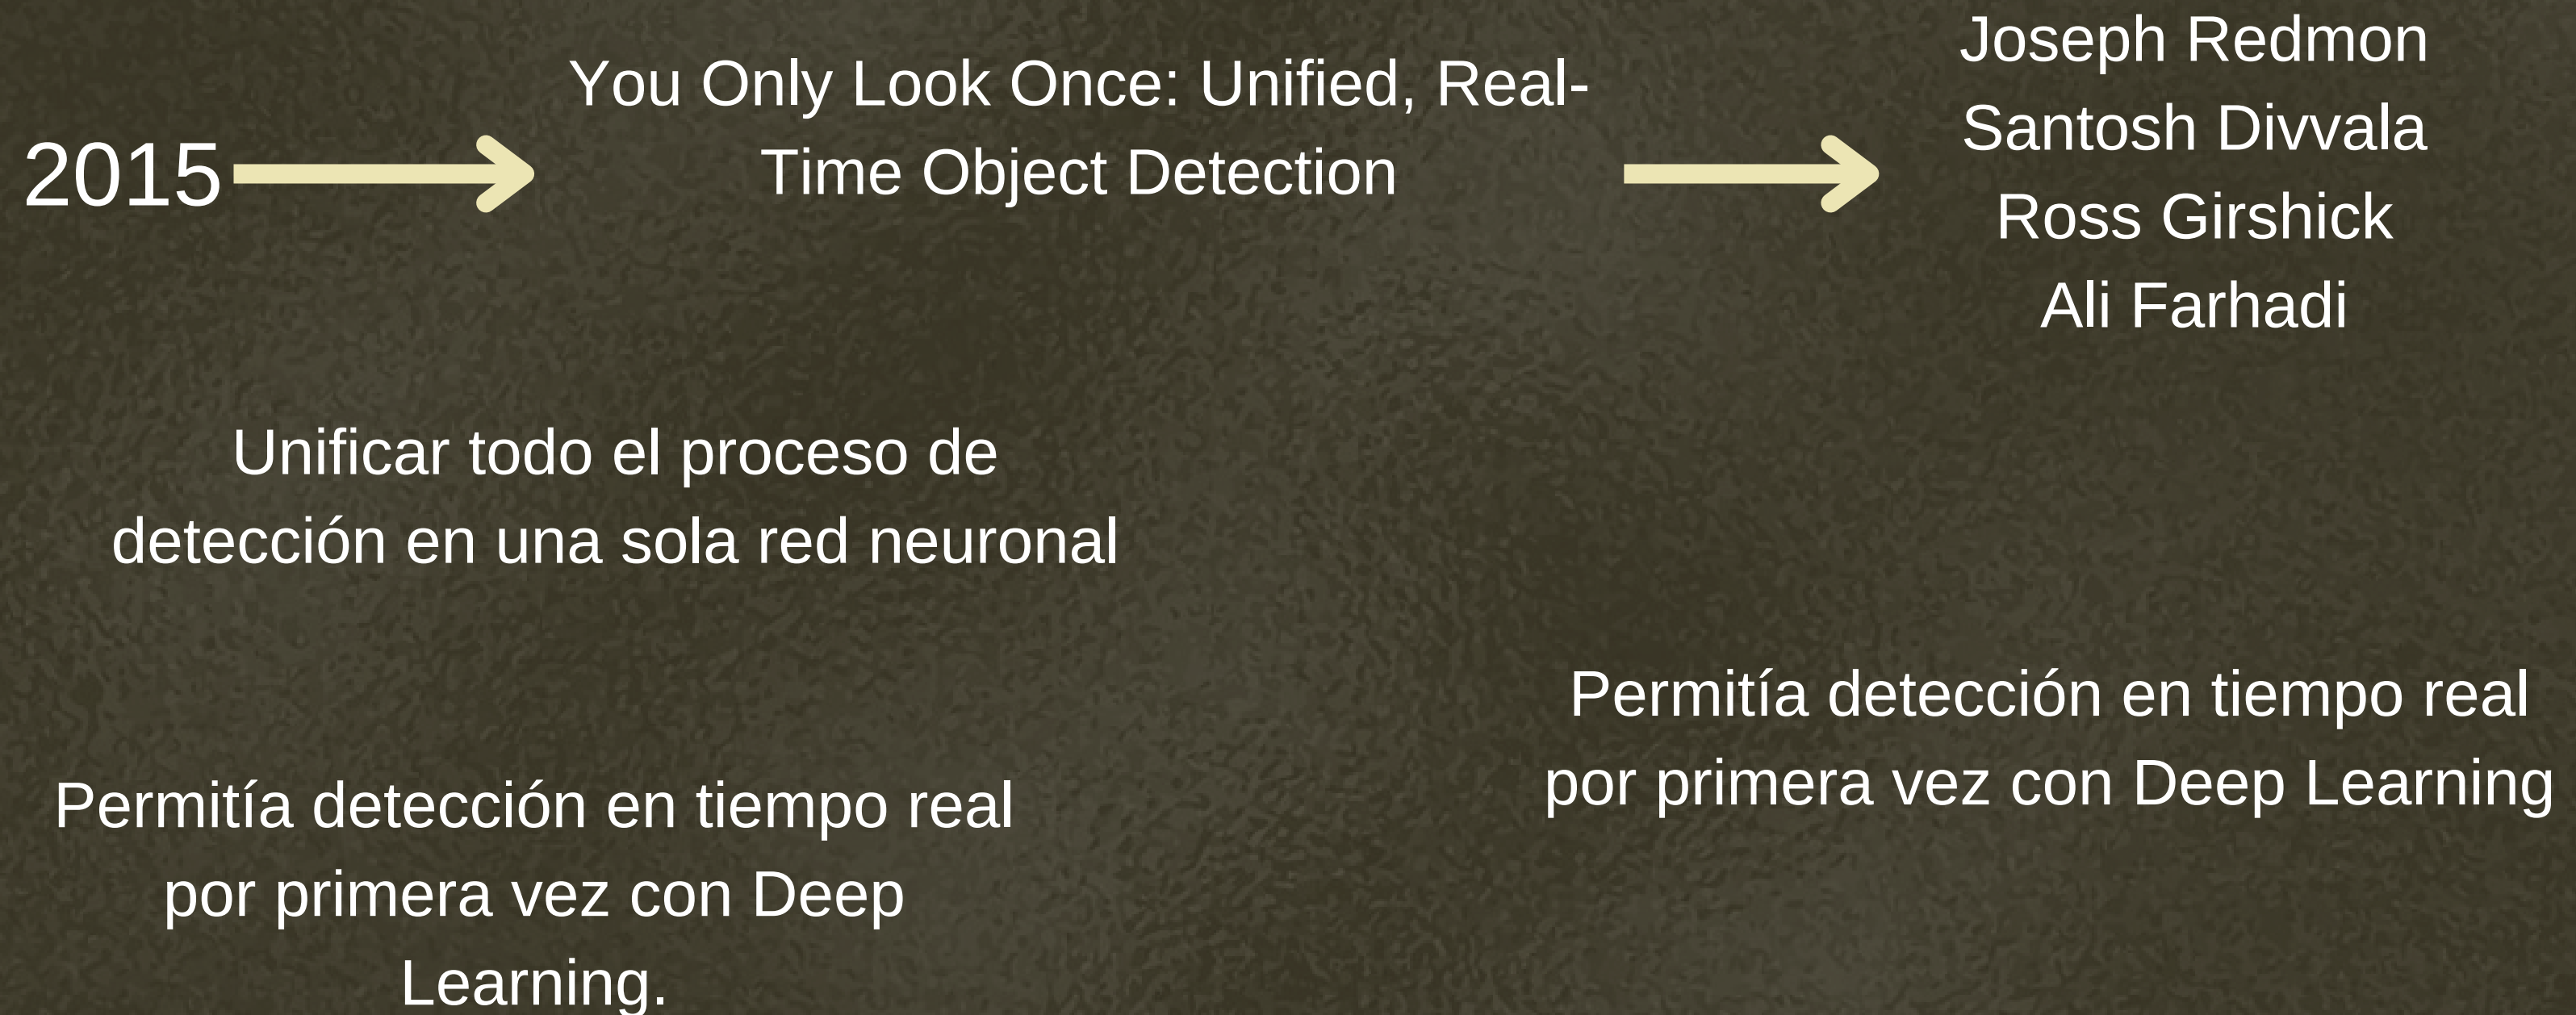 2015
You Only Look Once: Unified, Real-
Time Object Detection
Joseph Redmon
Santosh Divvala
Ross Girshick
Ali Farhadi
Unificar todo el proceso de
detección en una sola red neuronal
Permitía detección en tiempo real
por primera vez con Deep
Learning.
Permitía detección en tiempo real
por primera vez con Deep Learning